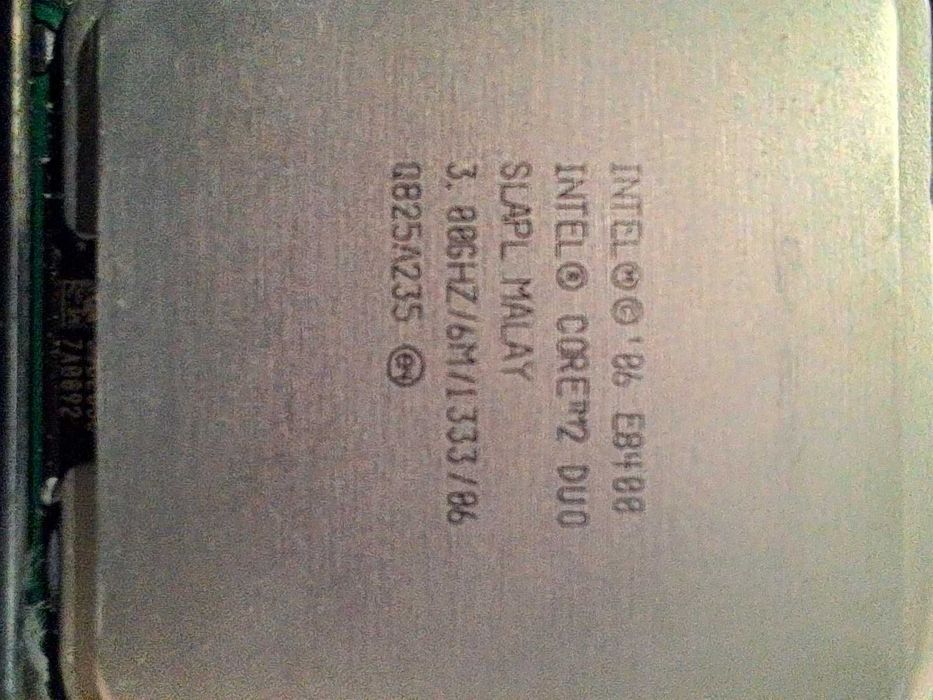 INTEL®©'06 E8400
INTEL® CORE™2 DUO
SLAPL MALAY
3.00GHZ/6M/1333/06
Q825A235 ⓔ4